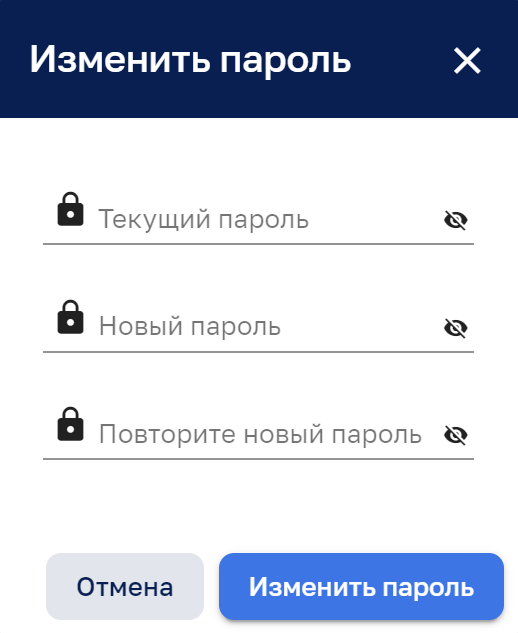 Изменить пароль
Текущий пароль
Новый пароль
Повторите новый пароль
Отмена
Изменить пароль